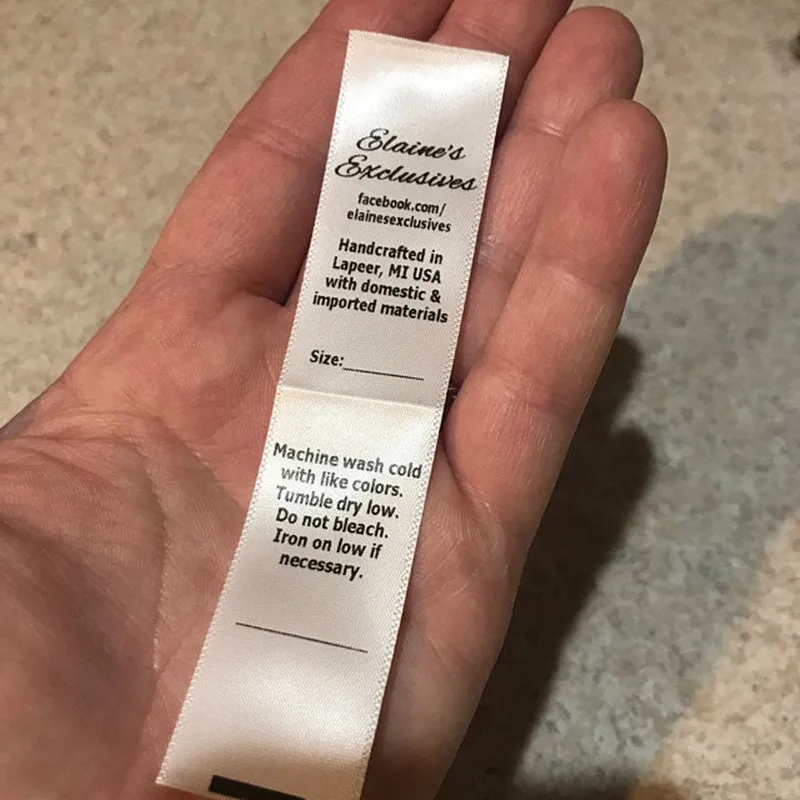 Elaine's
Exclusives
facebook.com/
elainesexclusives
Handcrafted in
Lapeer, MI USA
with domestic &
imported materials
Size:__________
Machine wash cold
with like colors.
Tumble dry low.
Do not bleach.
Iron on low if
necessary.